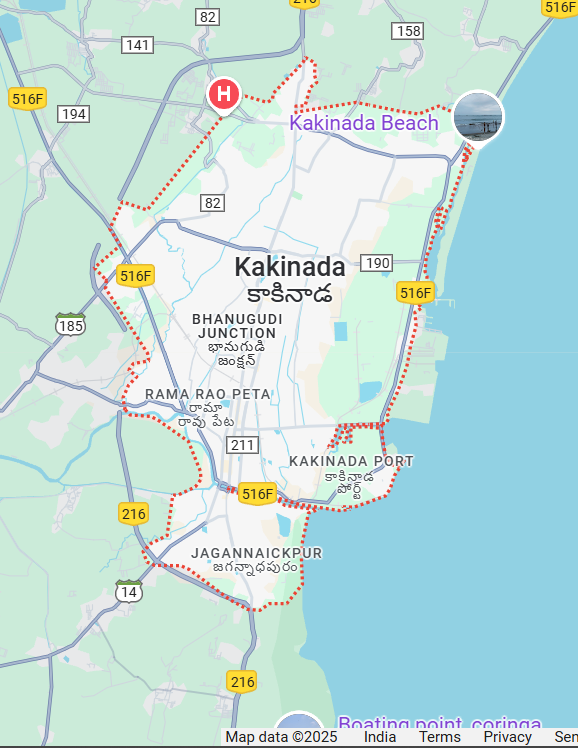 216
82
516F
141
158
516F
H
194
Kakinada Beach
82
Kakinada
కాకినాడ
190
516F
516F
185
BHANUGUDI
JUNCTION
భానుగుడి
జంక్షన్
RAMA RAO PETA
రామా
రావు పేట
211
KAKINADA PORT
కాకినాడ
పోర్ట్
516F
216
JAGANNAICKPUR
జగన్నాధపురం
14
216
Boating point, coringa
Map data ©2025 India Terms Privacy Sen